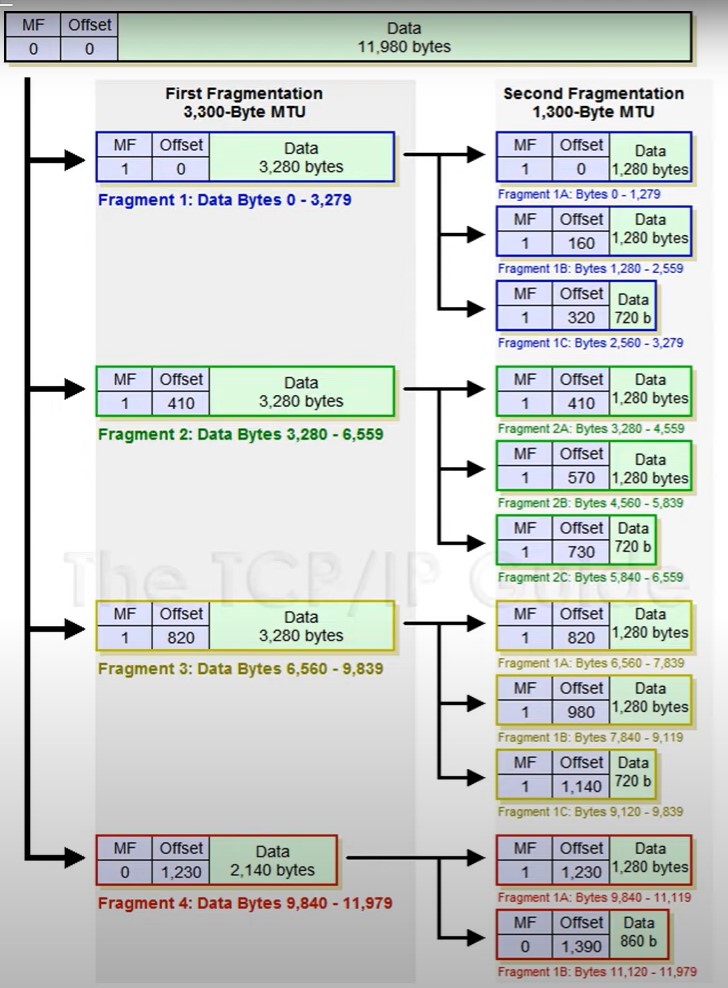 MF Offset Data
0 0 11,980 bytes
First Fragmentation
3,300-Byte MTU
MF Offset Data
1 0 3,280 bytes
Fragment 1: Data Bytes 0 - 3,279
MF Offset Data
1 410 3,280 bytes
Fragment 2: Data Bytes 3,280 - 6,559
MF Offset Data
1 820 3,280 bytes
Fragment 3: Data Bytes 6,560 - 9,839
MF Offset Data
0 1,230 2,140 bytes
Fragment 4: Data Bytes 9,840 - 11,979
Second Fragmentation
1,300-Byte MTU
MF Offset Data
1 0 1,280 bytes
Fragment 1A: Bytes 0 - 1,279
MF Offset Data
1 160 1,280 bytes
Fragment 1B: Bytes 1,280 - 2,559
MF Offset Data
1 320 720 b
Fragment 1C: Bytes 2,560 - 3,279
MF Offset Data
1 410 1,280 bytes
Fragment 2A: Bytes 3,280 - 4,559
MF Offset Data
1 570 1,280 bytes
Fragment 2B: Bytes 4,560 - 5,839
MF Offset Data
1 730 720 b
Fragment 2C: Bytes 5,840 - 6,559
MF Offset Data
1 820 1,280 bytes
Fragment 1A: Bytes 6,560 - 7,839
MF Offset Data
1 980 1,280 bytes
Fragment 1B: Bytes 7,840 - 9,119
MF Offset Data
1 1,140 720 b
Fragment 1C: Bytes 9,120 - 9,839
MF Offset Data
1 1,230 1,280 bytes
Fragment 1A: Bytes 9,840 - 11,119
MF Offset Data
0 1,390 860 b
Fragment 1B: Bytes 11,120 - 11,979
The TCP/IP Guide